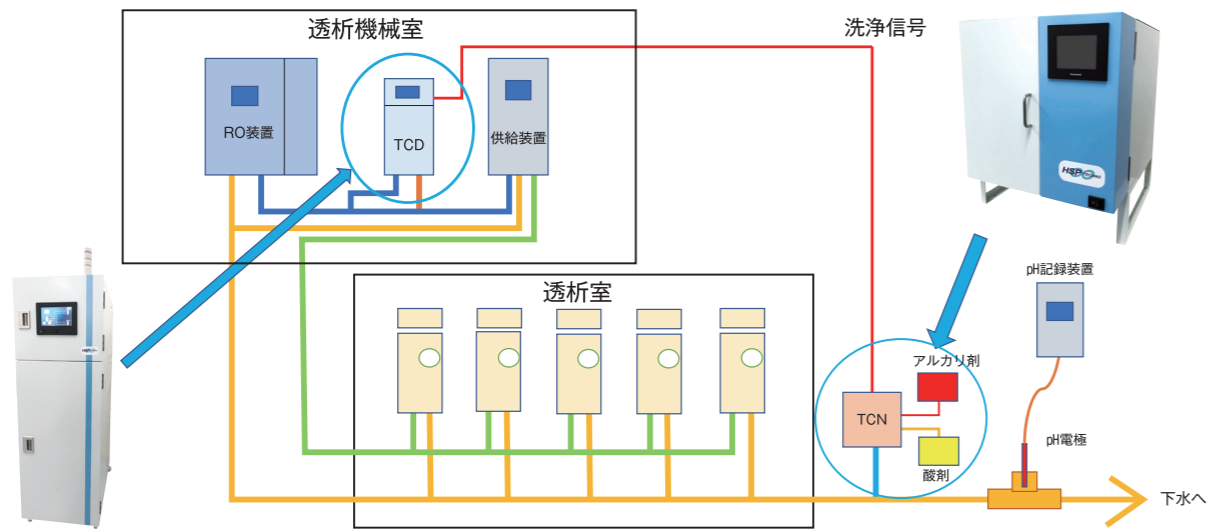 透析機械室
洗浄信号
RO装置
TCD
供給装置
HSP
透析室
pH記録装置
アルカリ剤
TCN
pH電極
酸剤
下水へ